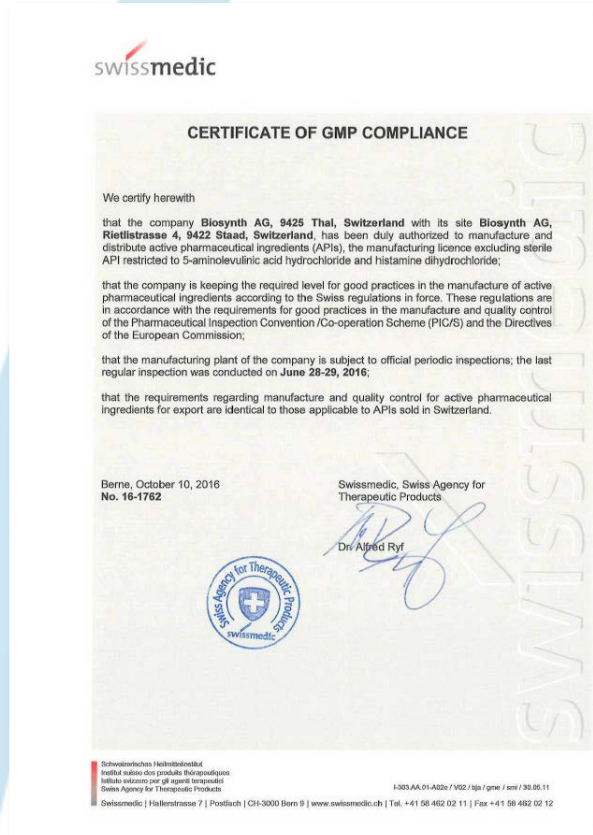 swissmedic
CERTIFICATE OF GMP COMPLIANCE
We certify herewith
that the company Biosynth AG, 9425 Thal, Switzerland with its site Biosynth AG,
Rietlistrasse 4, 9422 Staad, Switzerland, has been duly authorized to manufacture and
distribute active pharmaceutical ingredients (APIs), the manufacturing licence excluding sterile
API restricted to 5-aminolevulinic acid hydrochloride and histamine dihydrochloride;
that the company is keeping the required level for good practices in the manufacture of active
pharmaceutical ingredients according to the Swiss regulations in force. These regulations are
in accordance with the requirements for good practices in the manufacture and quality control
of the Pharmaceutical Inspection Convention /Co-operation Scheme (PIC/S) and the Directives
of the European Commission;
that the manufacturing plant of the company is subject to official periodic inspections; the last
regular inspection was conducted on June 28-29, 2016;
that the requirements regarding manufacture and quality control for active pharmaceutical
ingredients for export are identical to those applicable to APIs sold in Switzerland.
Berne, October 10, 2016
No. 16-1762
Swissmedic, Swiss Agency for
Therapeutic Products
Dr. Alfred Ryf
Swiss Agency for Therapeutic Products
swissmedic
swissmedic
Schweizerisches Heilmittelinstitut
Institut suisse des produits thérapeutiques
Istituto svizzero per gli agenti terapeutici
Swiss Agency for Therapeutic Products
I-303.AA.01-A02e / V02 / bja / gme / smi / 30.06.11
Swissmedic | Hallerstrasse 7 | Postfach | CH-3000 Bern 9 | www.swissmedic.ch | Tel. +41 58 462 02 11 | Fax +41 58 462 02 12